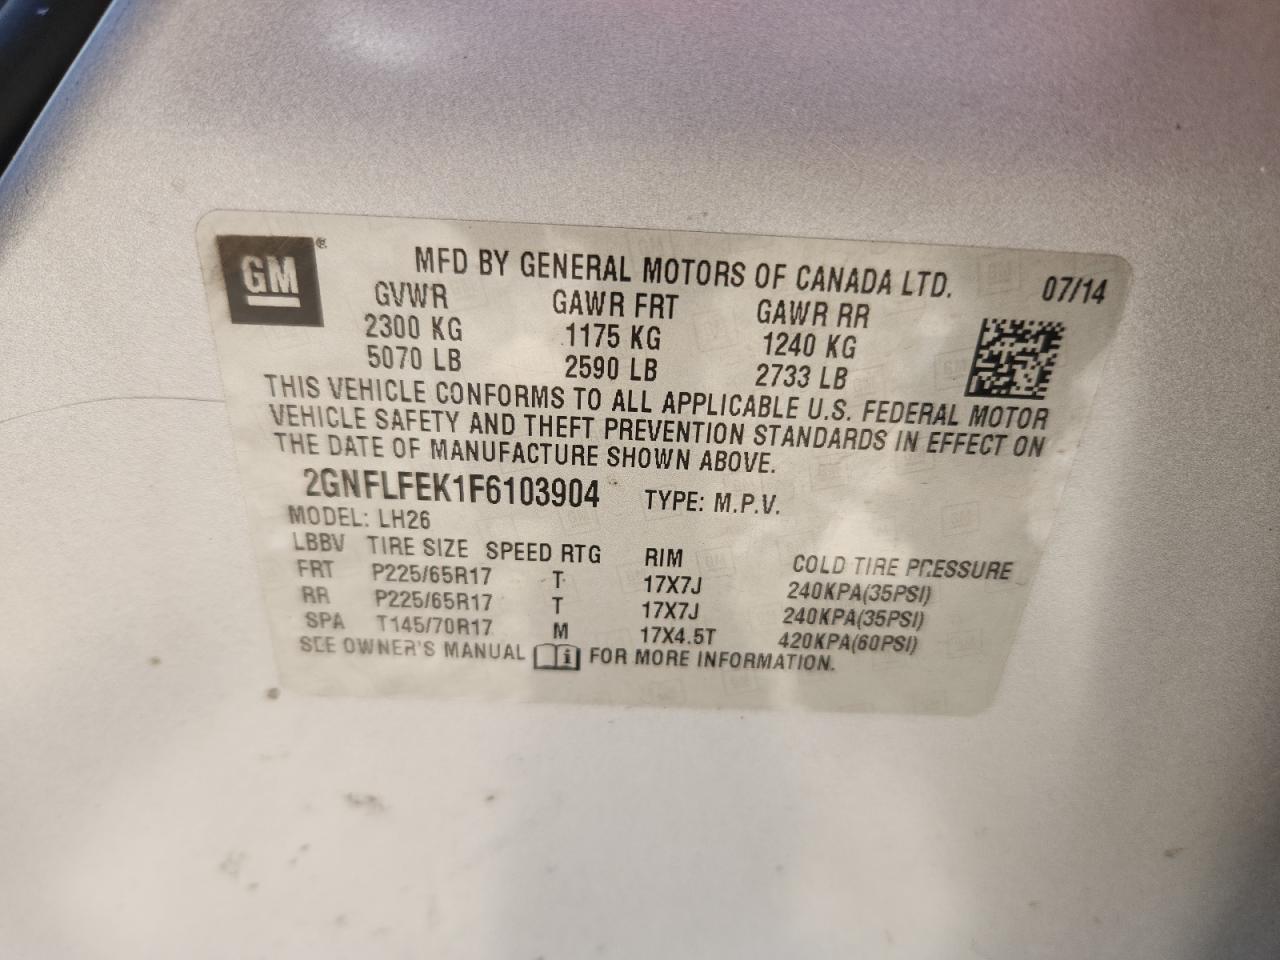 GM ®
MFD BY GENERAL MOTORS OF CANADA LTD. 07/14
GVWR GAWR FRT GAWR RR
2300 KG 1175 KG 1240 KG
5070 LB 2590 LB 2733 LB
THIS VEHICLE CONFORMS TO ALL APPLICABLE U.S. FEDERAL MOTOR
VEHICLE SAFETY AND THEFT PREVENTION STANDARDS IN EFFECT ON
THE DATE OF MANUFACTURE SHOWN ABOVE.
2GNFLFEK1F6103904 TYPE: M.P.V.
MODEL: LH26
LBBV TIRE SIZE SPEED RTG RIM COLD TIRE PRESSURE
FRT P225/65R17 T 17X7J 240KPA(35PSI)
RR P225/65R17 T 17X7J 240KPA(35PSI)
SPA T145/70R17 M 17X4.5T 420KPA(60PSI)
SEE OWNER'S MANUAL i FOR MORE INFORMATION.